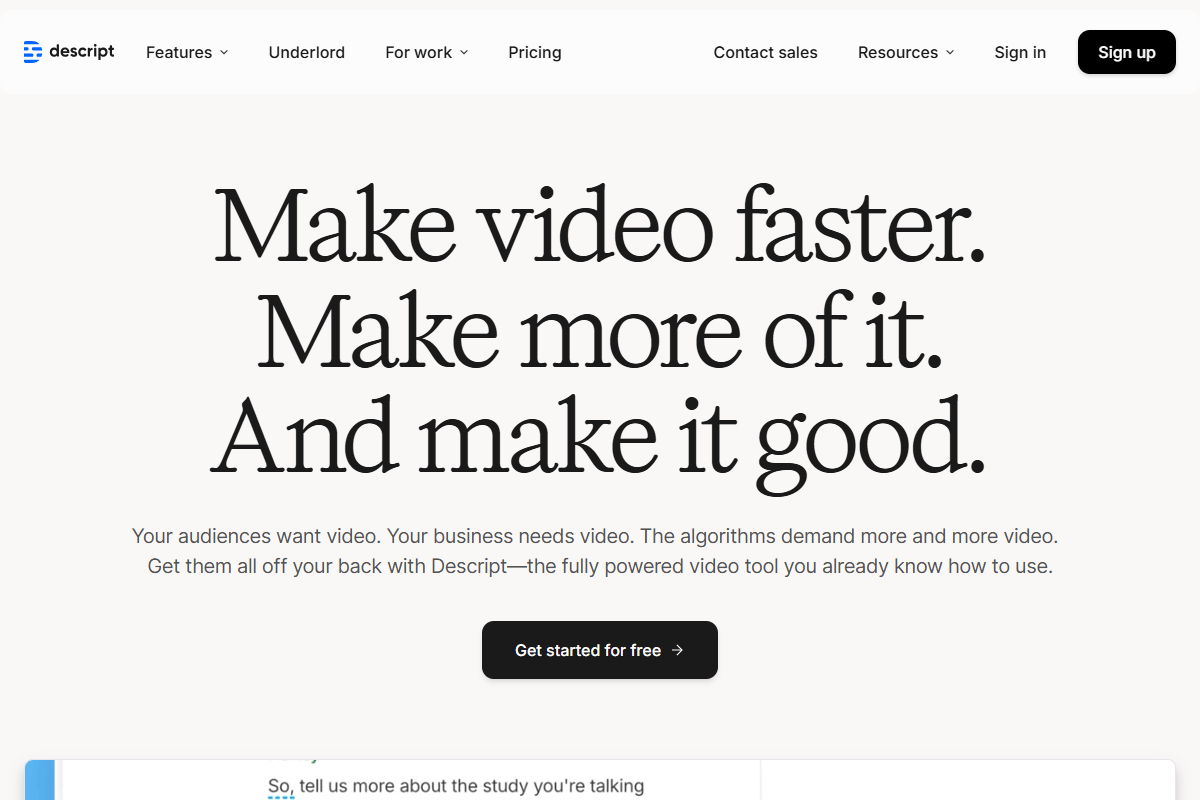 descript
Features
Underlord
For work
Pricing
Contact sales
Resources
Sign in
Sign up
Make video faster.
Make more of it.
And make it good.
Your audiences want video. Your business needs video. The algorithms demand more and more video.
Get them all off your back with Descript—the fully powered video tool you already know how to use.
Get started for free →
So, tell us more about the study you're talking